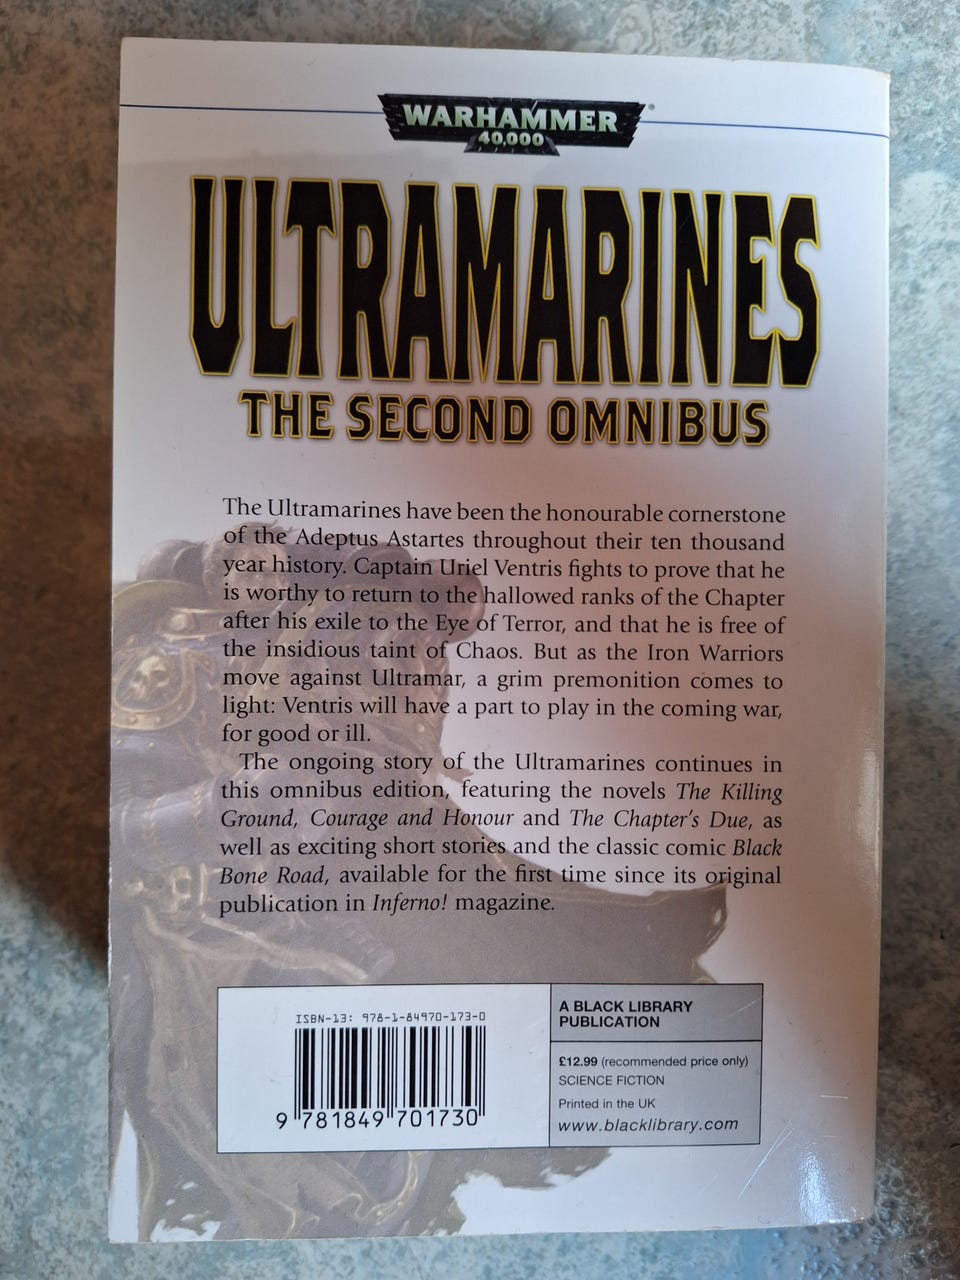 WARHAMMER
40,000
ULTRAMARINES
THE SECOND OMNIBUS
The Ultramarines have been the honourable cornerstone
of the Adeptus Astartes throughout their ten thousand
year history. Captain Uriel Ventris fights to prove that he
is worthy to return to the hallowed ranks of the Chapter
after his exile to the Eye of Terror, and that he is free of
the insidious taint of Chaos. But as the Iron Warriors
move against Ultramar, a grim premonition comes to
light: Ventris will have a part to play in the coming war,
for good or ill.
The ongoing story of the Ultramarines continues in
this omnibus edition, featuring the novels The Killing
Ground, Courage and Honour and The Chapter's Due, as
well as exciting short stories and the classic comic Black
Bone Road, available for the first time since its original
publication in Inferno! magazine.
ISBN-13: 978-1-84970-173-0
9 781849 701730
A BLACK LIBRARY
PUBLICATION
£12.99 (recommended price only)
SCIENCE FICTION
Printed in the UK
www.blacklibrary.com